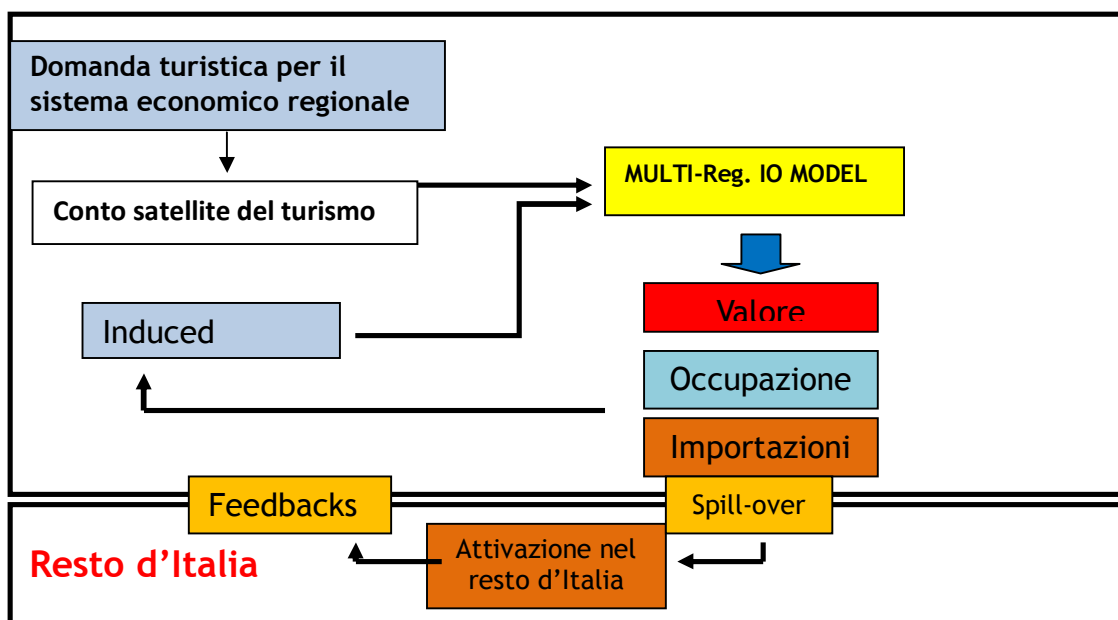 Domanda turistica per il
sistema economico regionale
MULTI-Reg. IO MODEL
Conto satellite del turismo
Valore
Induced
Occupazione
Importazioni
Feedbacks
Spill-over
Attivazione nel
resto d'Italia
Resto d'Italia